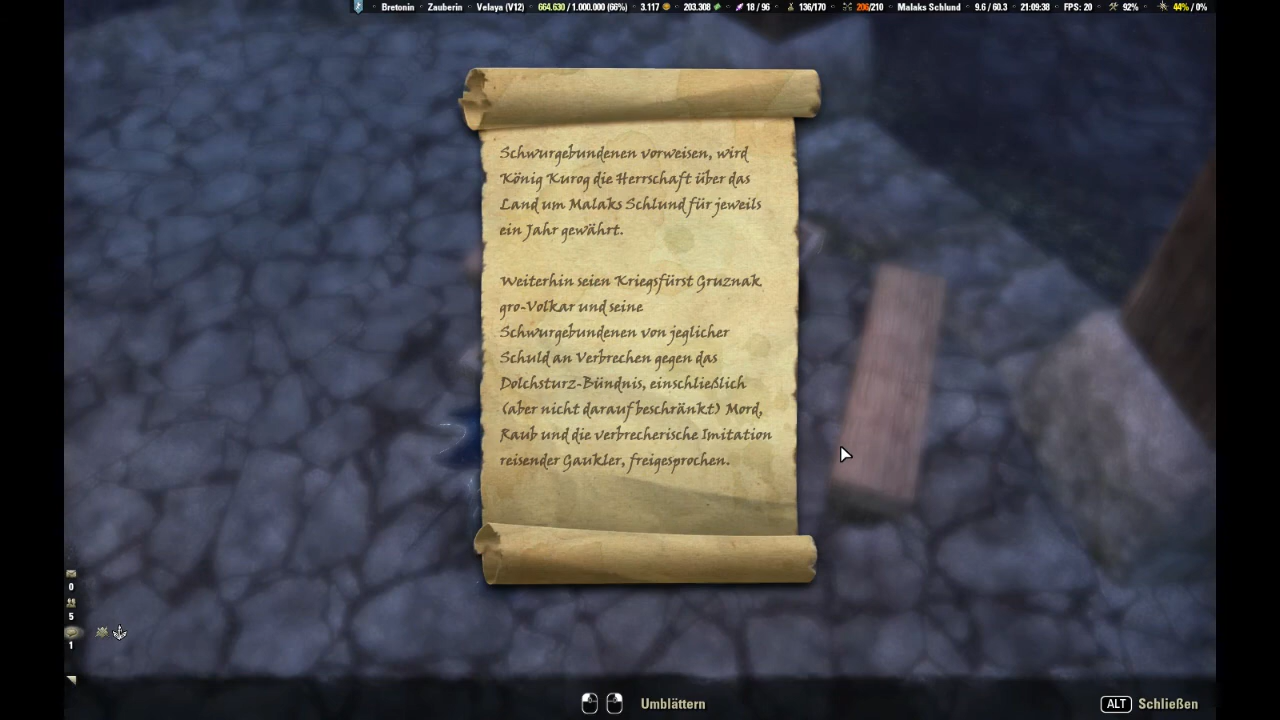 Bretonin Zauberin Velaya (V12) 664.630 / 1.000.000 (66%) 3.117 203.308 18 / 96 136/170 206/210 Malaks Schlund 9.6 / 60.3 21:09:38 FPS: 20 92% 44% / 0%
Schwurgebundenen vorweisen, wird
König Kurog die Herrschaft über das
Land um Malaks Schlund für jeweils
ein Jahr gewährt.
Weiterhin seien Kriegsfürst Gruznak
gro-Volkar und seine
Schwurgebundenen von jeglicher
Schuld an Verbrechen gegen das
Dolchsturz-Bündnis, einschließlich
(aber nicht darauf beschränkt) Mord,
Raub und die verbrecherische Imitation
reisender Gaukler, freigesprochen.
0
5
1
Umblättern
ALT Schließen